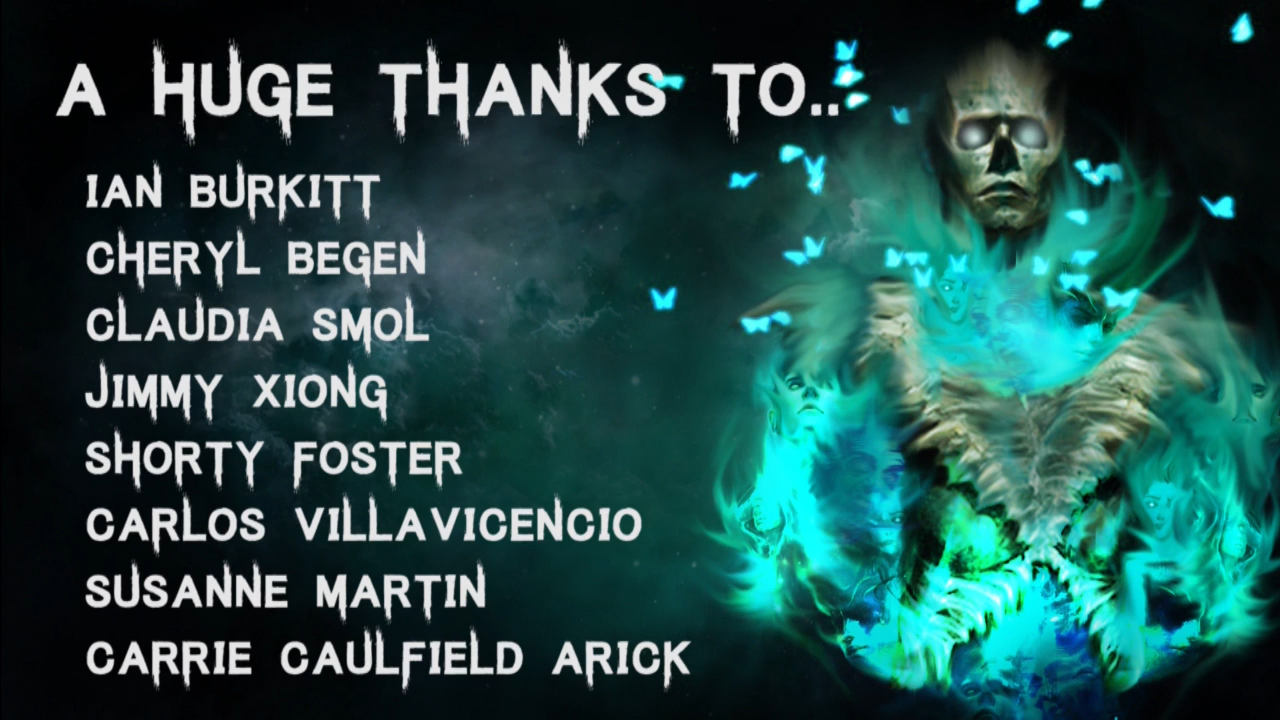 A HUGE THANKS TO..
IAN BURKITT
CHERYL BEGEN
CLAUDIA SMOL
JIMMY XIONG
SHORTY FOSTER
CARLOS VILLAVICENCIO
SUSANNE MARTIN
CARRIE CAULFIELD ARICK